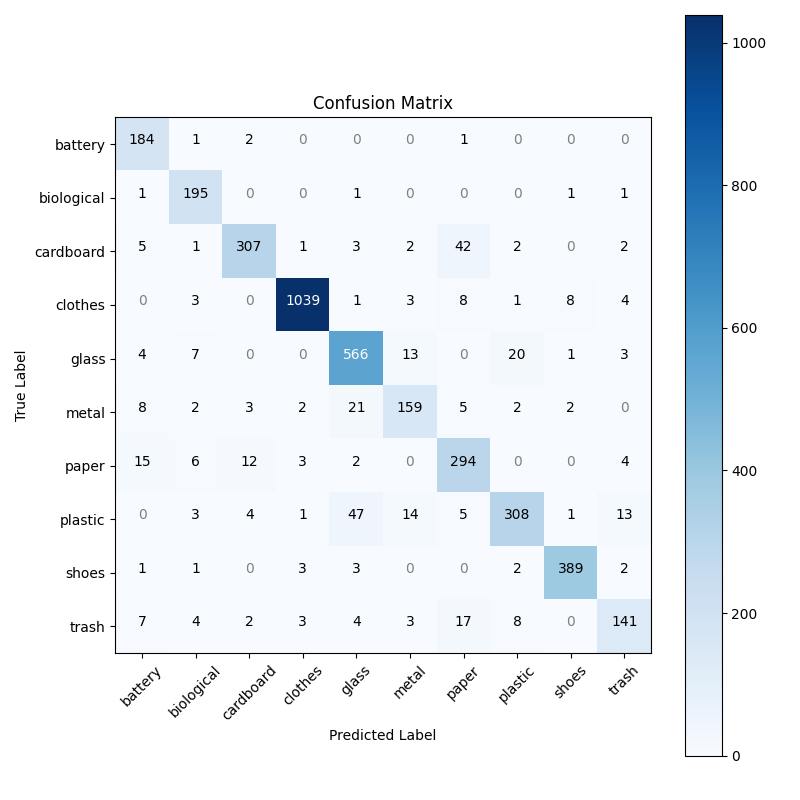 Confusion Matrix
battery 184 1 2 0 0 0 1 0 0 0
biological 1 195 0 0 1 0 0 0 1 1
cardboard 5 1 307 1 3 2 42 2 0 2
clothes 0 3 0 1039 1 3 8 1 8 4
glass 4 7 0 0 566 13 0 20 1 3
metal 8 2 3 2 21 159 5 2 2 0
paper 15 6 12 3 2 0 294 0 0 4
plastic 0 3 4 1 47 14 5 308 1 13
shoes 1 1 0 3 3 0 0 2 389 2
trash 7 4 2 3 4 3 17 8 0 141
battery biological cardboard clothes glass metal paper plastic shoes trash
Predicted Label
True Label
1000
800
600
400
200
0